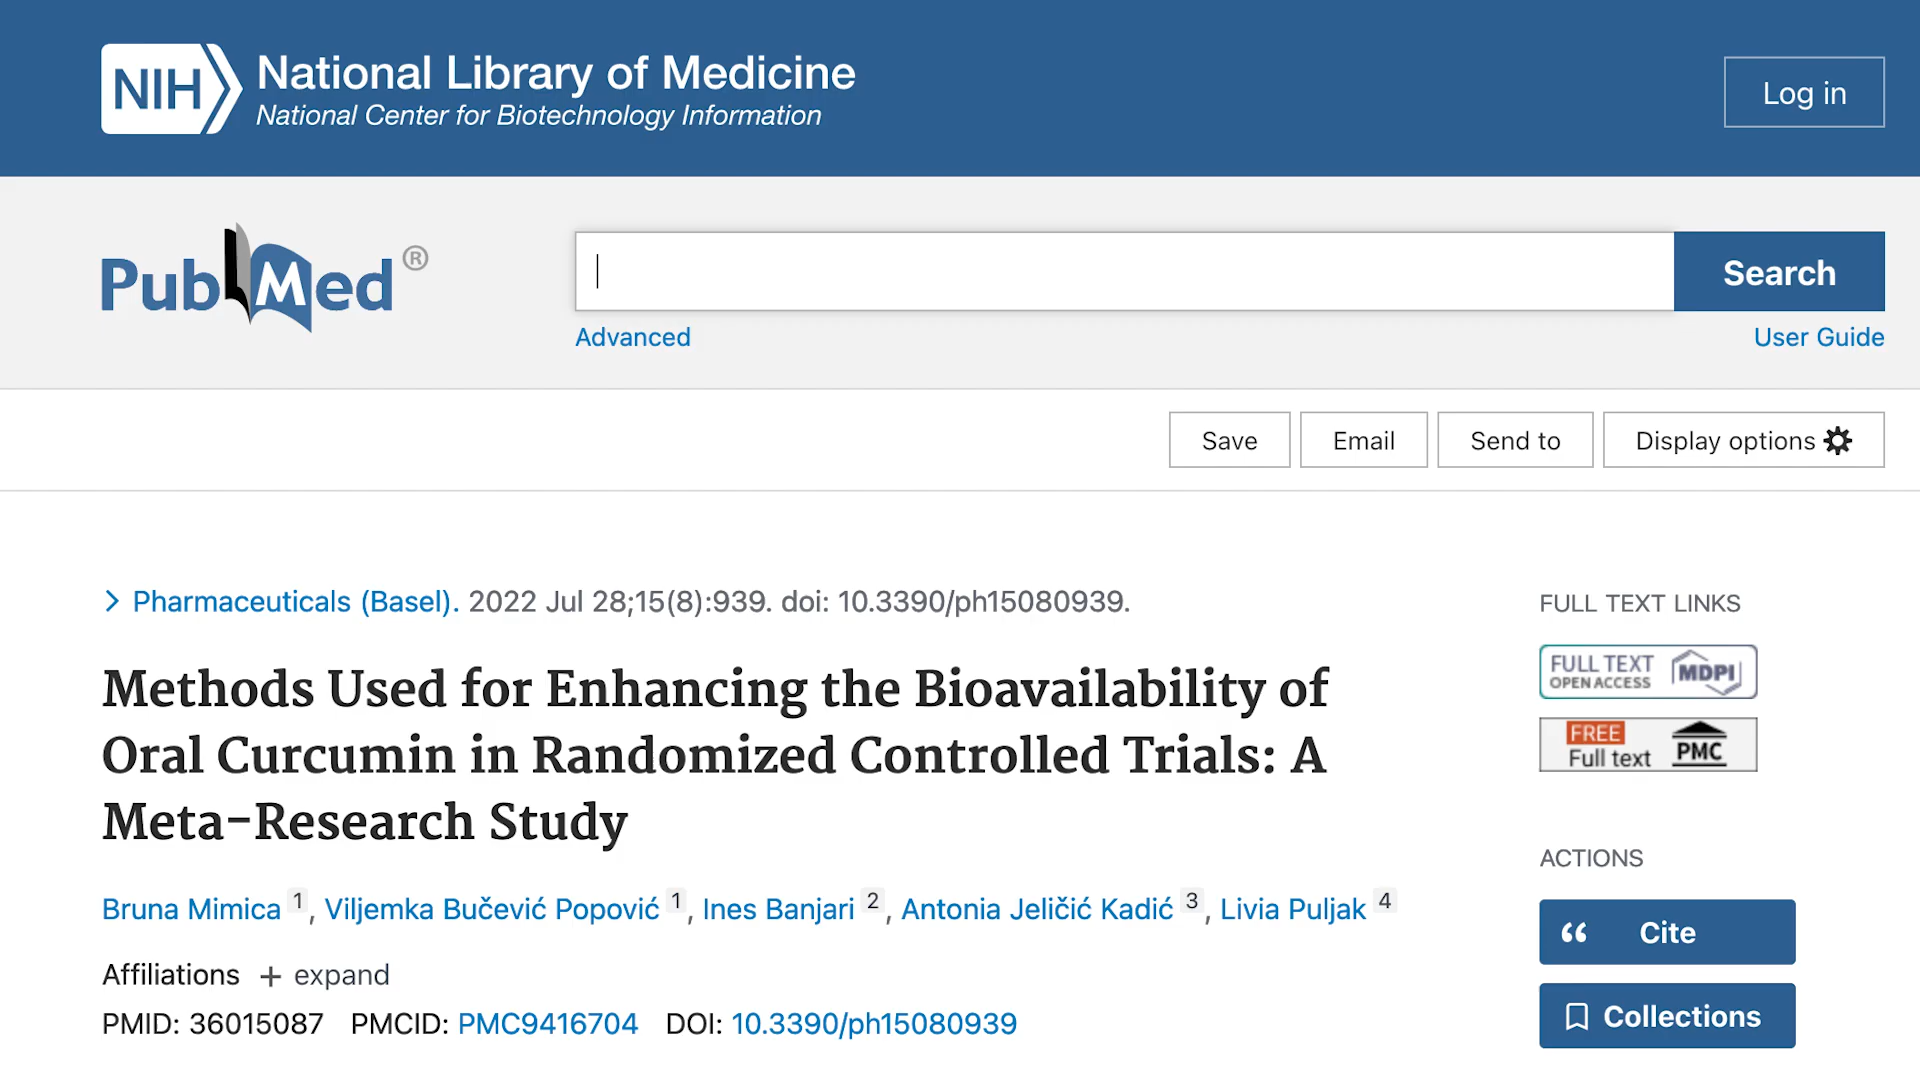 NIH National Library of Medicine
National Center for Biotechnology Information
Log in
PubMed®
Search
Advanced
User Guide
Save
Email
Send to
Display options
Pharmaceuticals (Basel). 2022 Jul 28;15(8):939. doi: 10.3390/ph15080939.
Methods Used for Enhancing the Bioavailability of
Oral Curcumin in Randomized Controlled Trials: A
Meta-Research Study
Bruna Mimica 1, Viljemka Bučević Popović 1, Ines Banjari 2, Antonia Jeličić Kadić 3, Livia Puljak 4
Affiliations + expand
PMID: 36015087 PMCID: PMC9416704 DOI: 10.3390/ph15080939
FULL TEXT LINKS
FULL TEXT
OPEN ACCESS
MDPI
FREE
Full text
PMC
ACTIONS
Cite
Collections